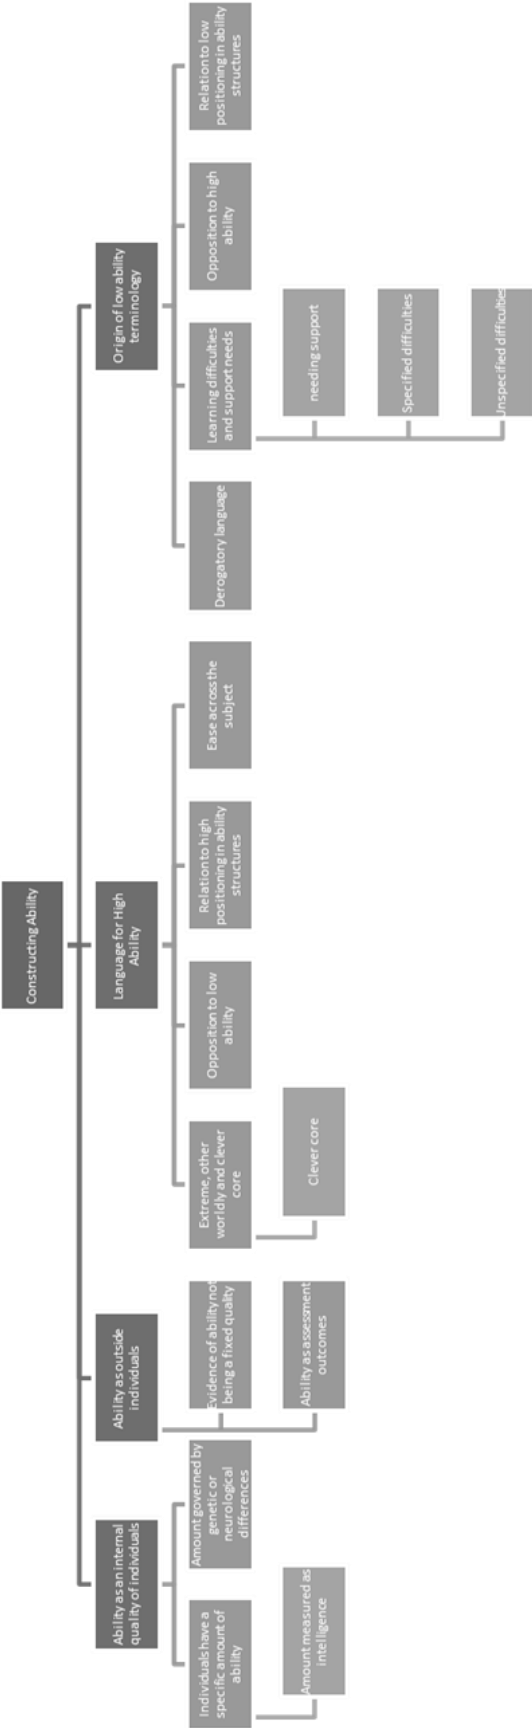 Constructing Ability
Ability as an internal
quality of individuals
Individuals have a
specific amount of
ability
Amount measured as
intelligence
Amount governed by
genetic or
neurological
differences
Ability as outside
individuals
Evidence of ability not
being a fixed quality
Ability as assessment
outcomes
Language for High
Ability
Extreme, other
worldly and clever
core
Clever core
Opposition to low
ability
Relation to high
positioning in ability
structures
Ease across the
subject
Origin of low ability
terminology
Derogatory language
Learning difficulties
and support needs
needing support
Specified difficulties
Unspecified difficulties
Opposition to high
ability
Relation to low
positioning in ability
structures